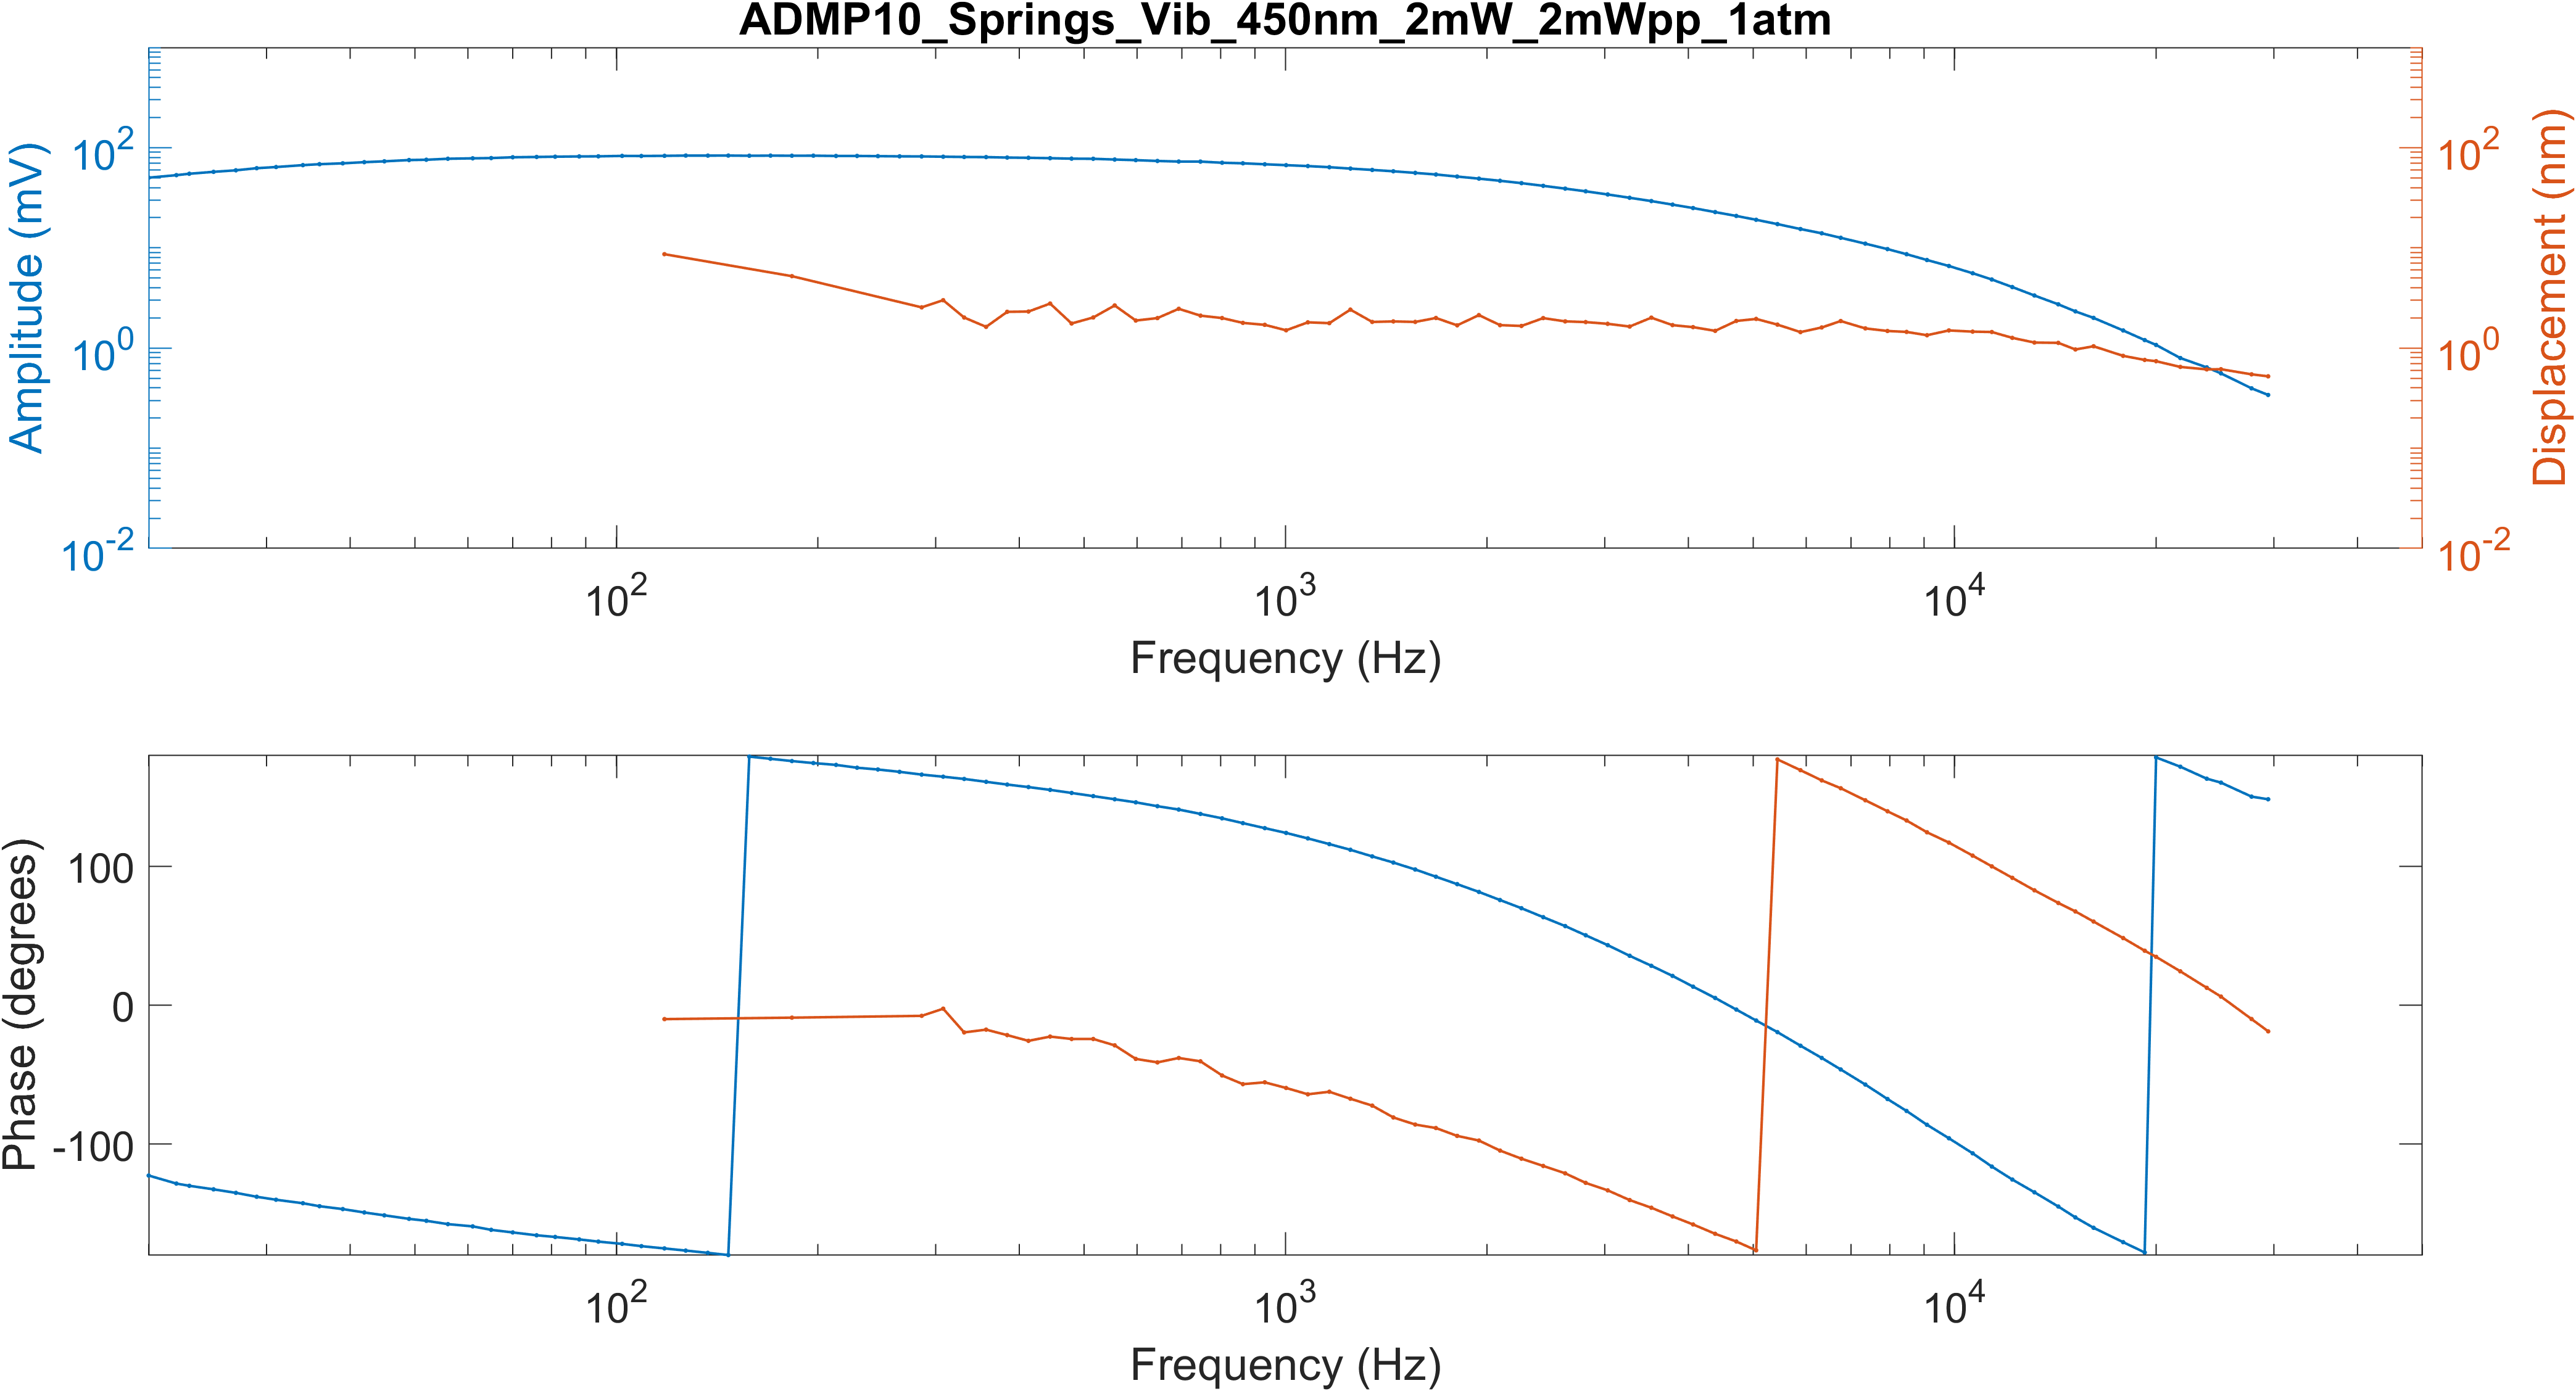 ADMP10_Springs_Vib_450nm_2mW_2mWpp_1atm
Amplitude (mV)
10^2
10^0
10^-2
10^2
10^0
10^-2
Displacement (nm)
10^2 10^3 10^4
Frequency (Hz)
Phase (degrees)
100
0
-100
10^2 10^3 10^4
Frequency (Hz)